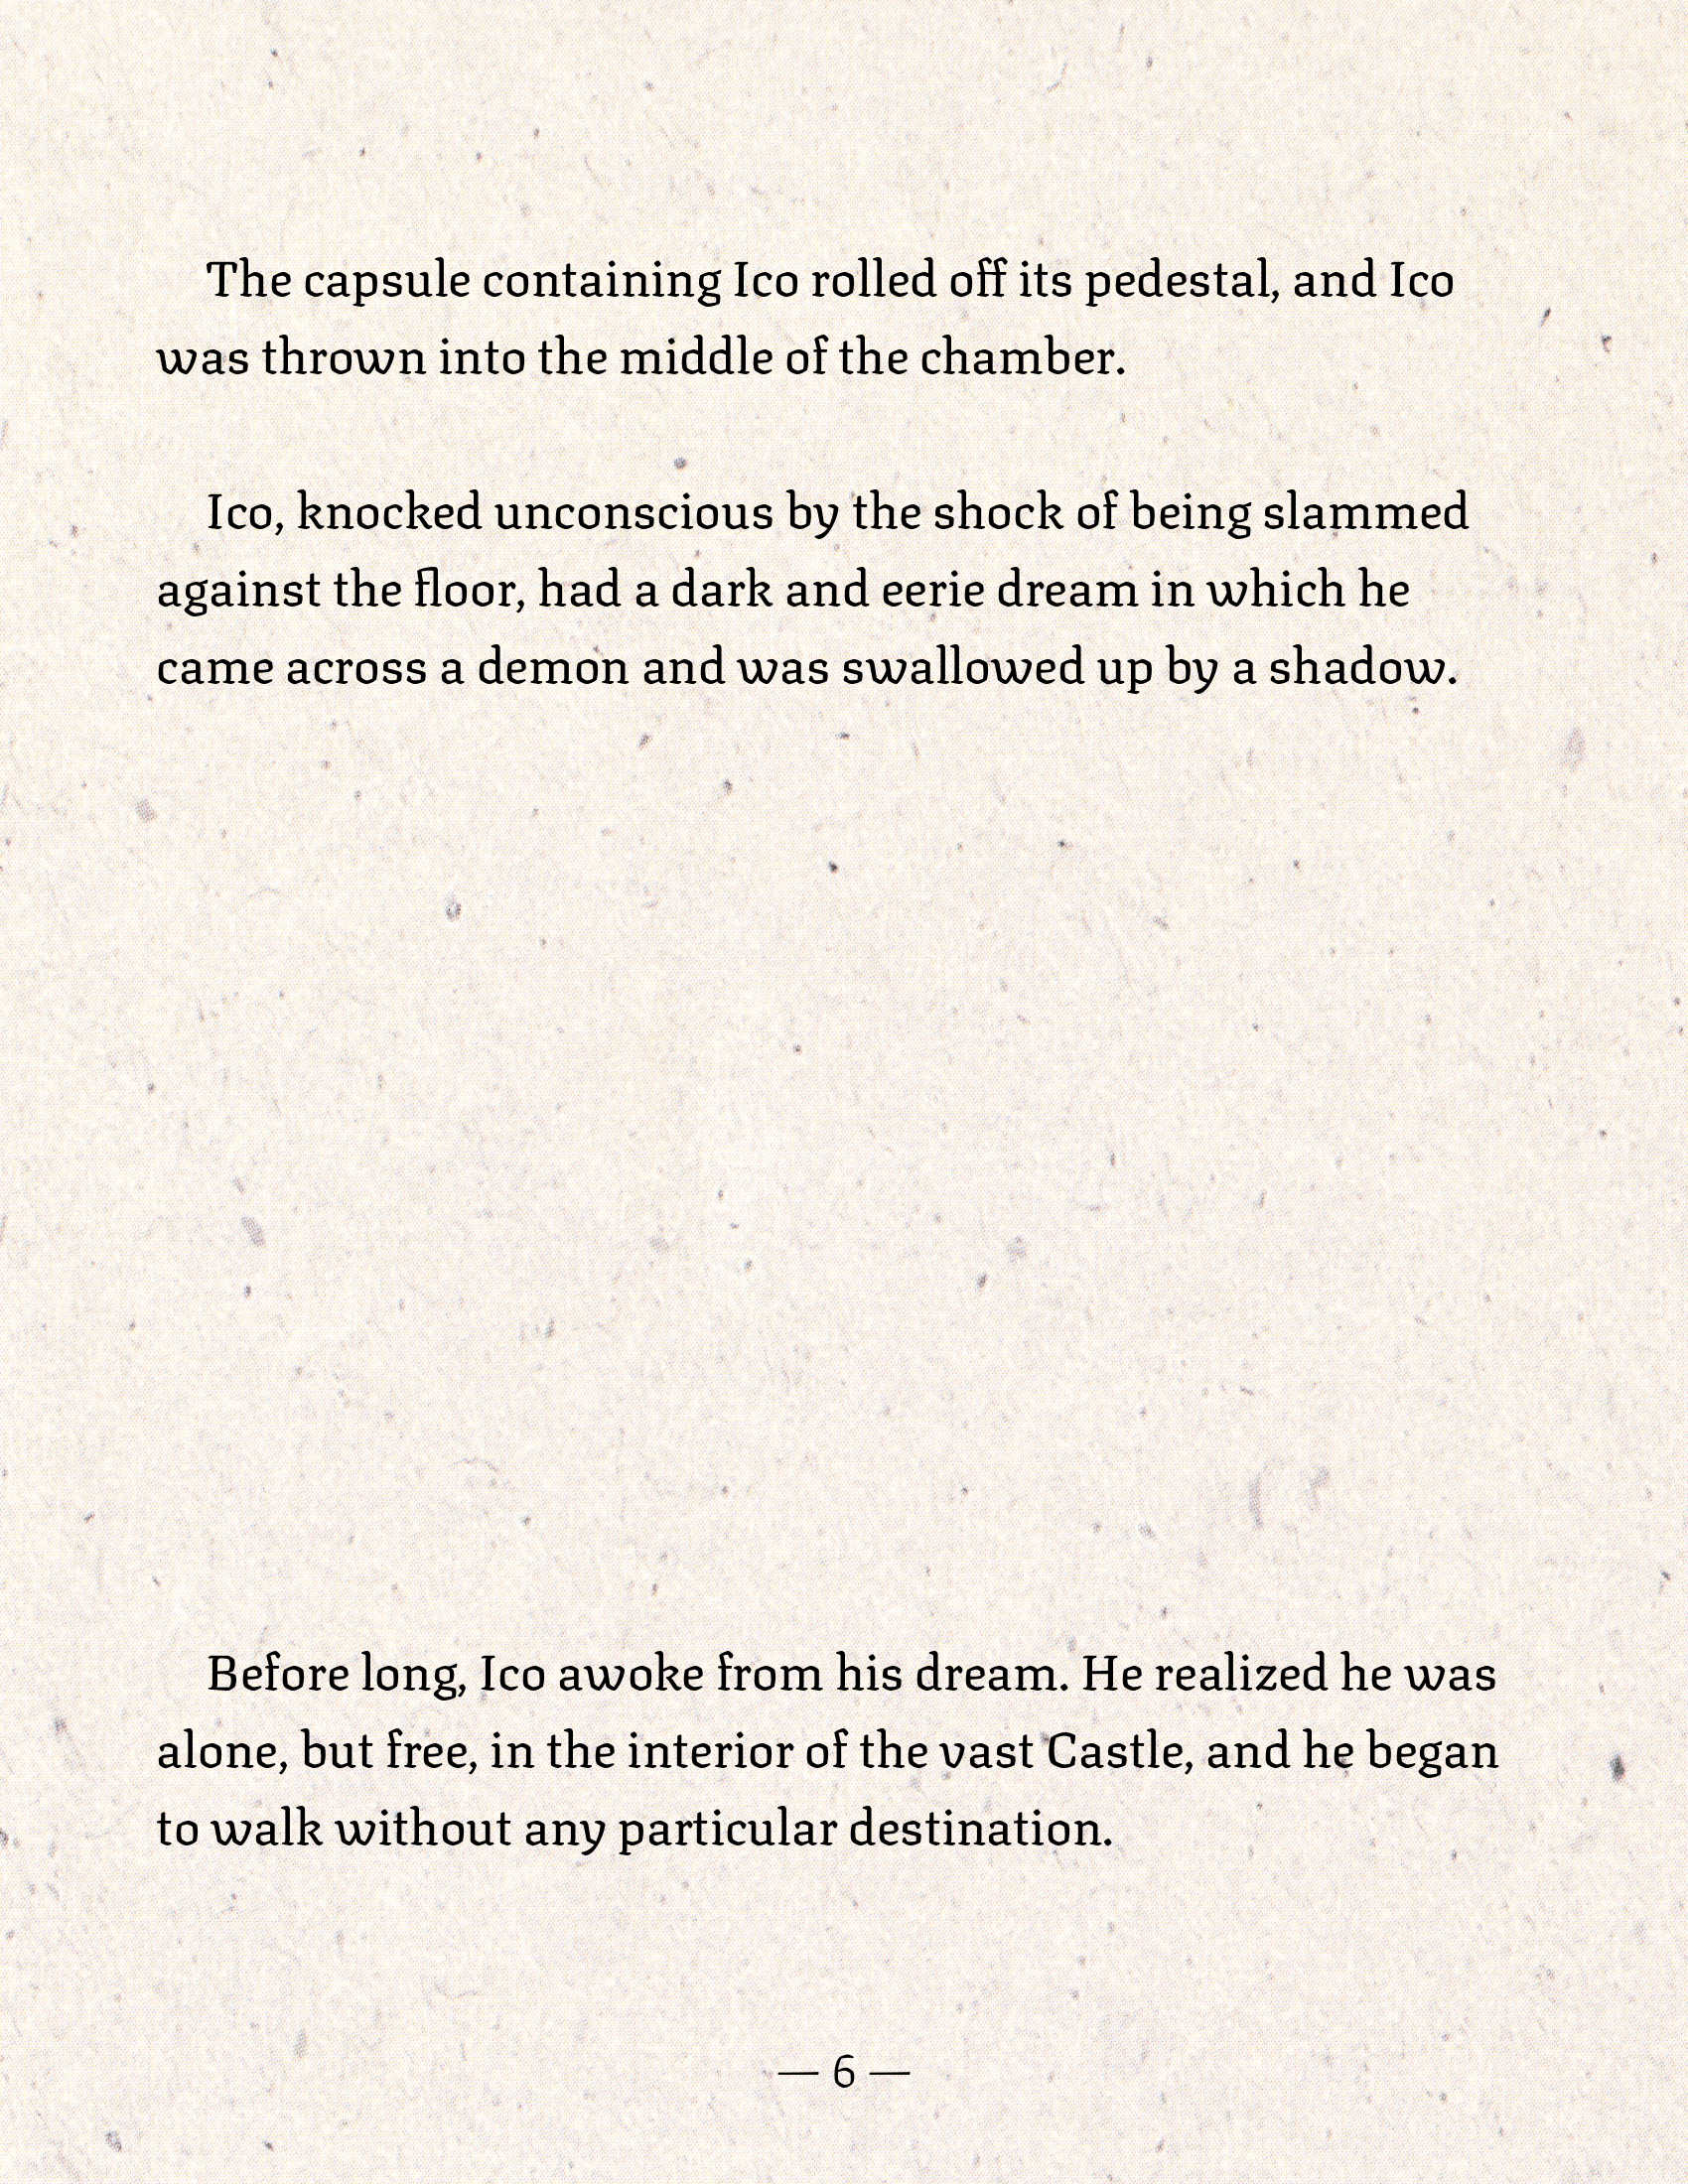 The capsule containing Ico rolled off its pedestal, and Ico
was thrown into the middle of the chamber.
Ico, knocked unconscious by the shock of being slammed
against the floor, had a dark and eerie dream in which he
came across a demon and was swallowed up by a shadow.
Before long, Ico awoke from his dream. He realized he was
alone, but free, in the interior of the vast Castle, and he began
to walk without any particular destination.
— 6 —